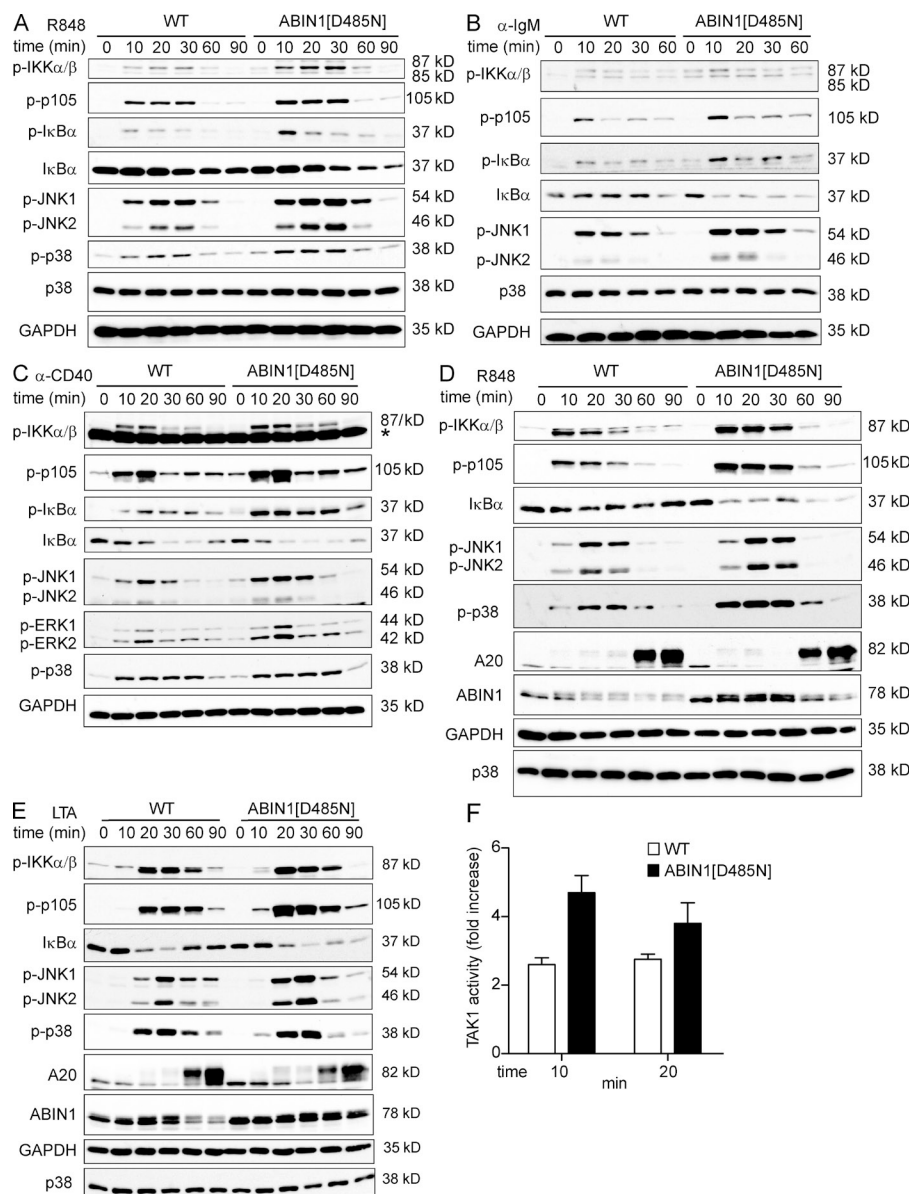 A R848 WT ABIN1[D485N]
time (min) 0 10 20 30 60 90 0 10 20 30 60 90
p-IKKα/β 87 kD
85 kD
p-p105 105 kD
p-IκBα 37 kD
IκBα 37 kD
p-JNK1 54 kD
p-JNK2 46 kD
p-p38 38 kD
p38 38 kD
GAPDH 35 kD
B α-IgM WT ABIN1[D485N]
time (min) 0 10 20 30 60 0 10 20 30 60
p-IKKα/β 87 kD
85 kD
p-p105 105 kD
p-IκBα 37 kD
IκBα 37 kD
p-JNK1 54 kD
p-JNK2 46 kD
p38 38 kD
GAPDH 35 kD
C α-CD40 WT ABIN1[D485N]
time (min) 0 10 20 30 60 90 0 10 20 30 60 90
p-IKKα/β 87/kD
*
p-p105 105 kD
p-IκBα 37 kD
IκBα 37 kD
p-JNK1 54 kD
p-JNK2 46 kD
p-ERK1 44 kD
p-ERK2 42 kD
p-p38 38 kD
GAPDH 35 kD
D R848 WT ABIN1[D485N]
time (min) 0 10 20 30 60 90 0 10 20 30 60 90
p-IKKα/β 87 kD
p-p105 105 kD
IκBα 37 kD
p-JNK1 54 kD
p-JNK2 46 kD
p-p38 38 kD
A20 82 kD
ABIN1 78 kD
GAPDH 35 kD
p38 38 kD
E LTA WT ABIN1[D485N]
time (min) 0 10 20 30 60 90 0 10 20 30 60 90
p-IKKα/β 87 kD
p-p105 105 kD
IκBα 37 kD
p-JNK1 54 kD
p-JNK2 46 kD
p-p38 38 kD
A20 82 kD
ABIN1 78 kD
GAPDH 35 kD
p38 38 kD
F
WT
ABIN1[D485N]
TAK1 activity (fold increase)
6
4
2
0
time 10 20
min